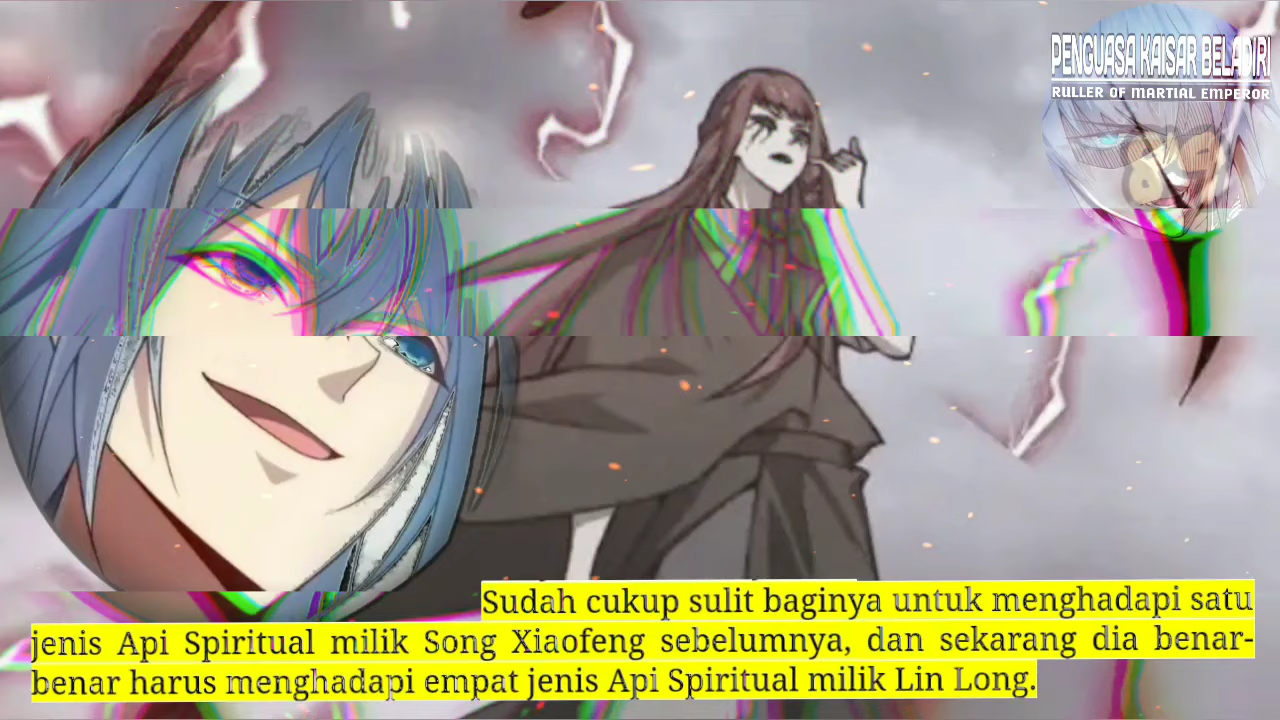 PENGUASA KAISAR BELADIRI
RULLER OF MARTIAL EMPEROR
Sudah cukup sulit baginya untuk menghadapi satu
jenis Api Spiritual milik Song Xiaofeng sebelumnya, dan sekarang dia benar-
benar harus menghadapi empat jenis Api Spiritual milik Lin Long.